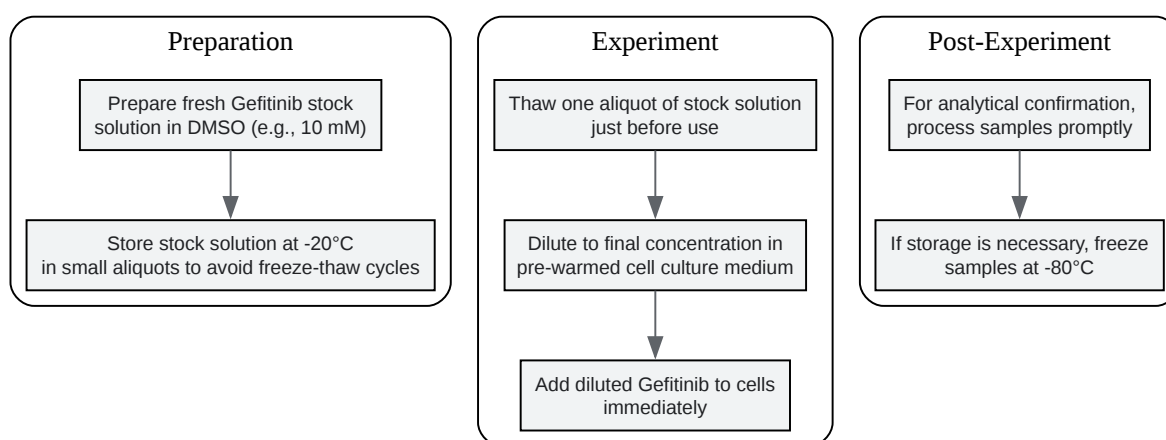 Preparation
Prepare fresh Gefitinib stock
solution in DMSO (e.g., 10 mM)
Store stock solution at -20°C
in small aliquots to avoid freeze-thaw cycles
Experiment
Thaw one aliquot of stock solution
just before use
Dilute to final concentration in
pre-warmed cell culture medium
Add diluted Gefitinib to cells
immediately
Post-Experiment
For analytical confirmation,
process samples promptly
If storage is necessary, freeze
samples at -80°C